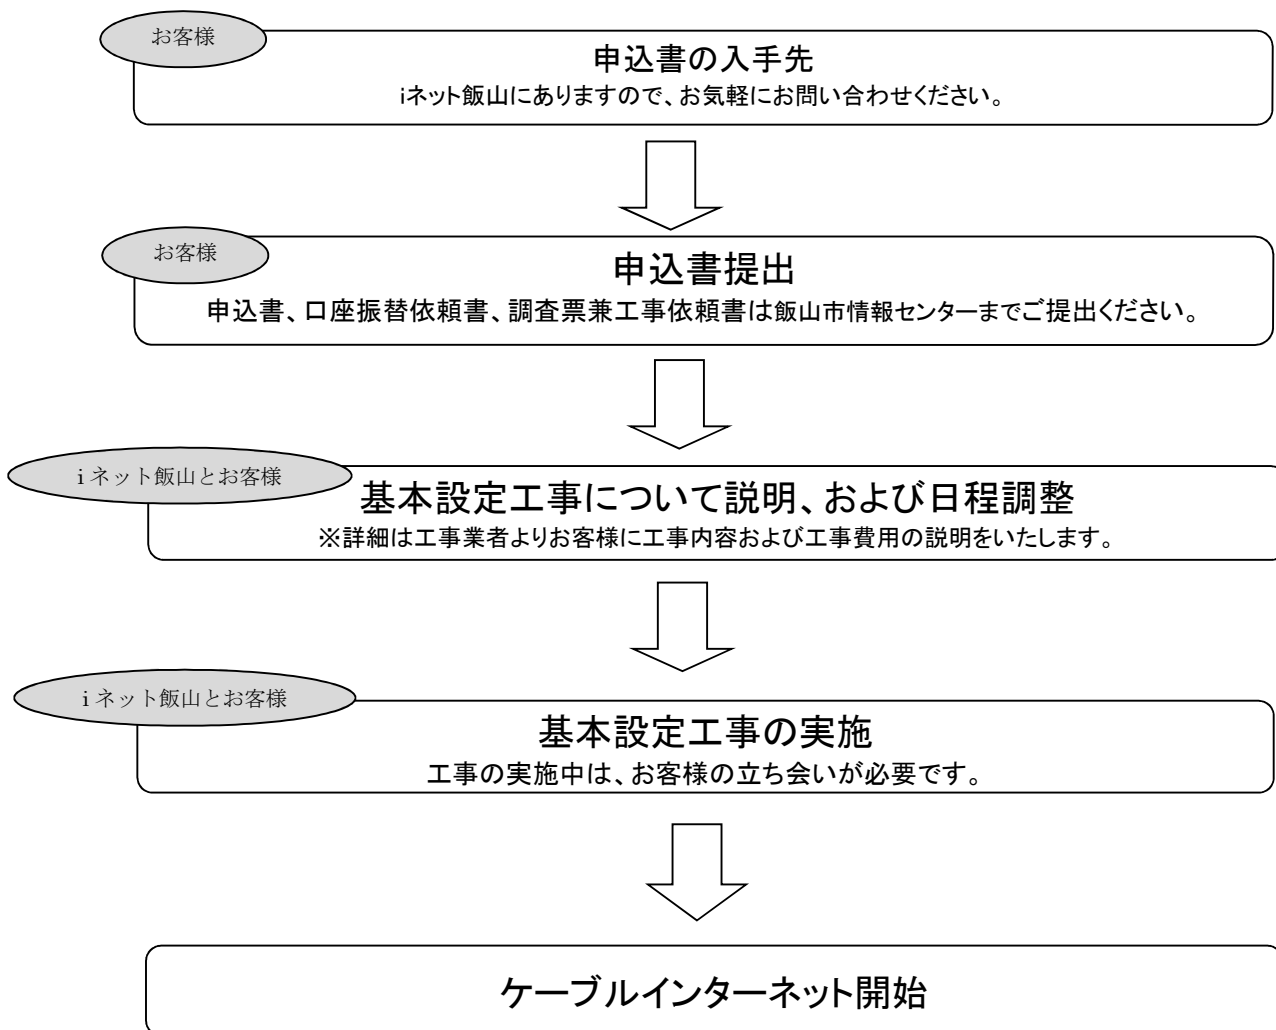 お客様
申込書の入手先
iネット飯山にありますので、お気軽にお問い合わせください。
お客様
申込書提出
申込書、口座振替依頼書、調査票兼工事依頼書は飯山市情報センターまでご提出ください。
iネット飯山とお客様
基本設定工事について説明、および日程調整
※詳細は工事業者よりお客様に工事内容および工事費用の説明をいたします。
iネット飯山とお客様
基本設定工事の実施
工事の実施中は、お客様の立ち会いが必要です。
ケーブルインターネット開始